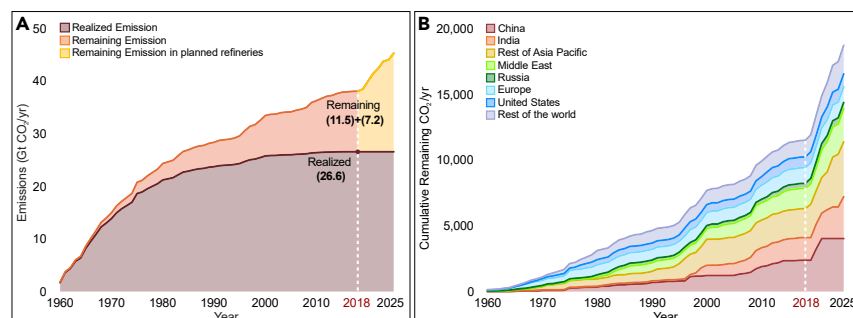 A
50
40
30
20
10
0
Emissions (Gt CO₂/yr)
Realized Emission
Remaining Emission
Remaining Emission in planned refineries
Remaining
(11.5)+(7.2)
Realized
(26.6)
1960 1970 1980 1990 2000 2010 2018 2025
Year
B
20,000
15,000
10,000
5,000
0
Cumulative Remaining CO₂/yr
China
India
Rest of Asia Pacific
Middle East
Russia
Europe
United States
Rest of the world
1960 1970 1980 1990 2000 2010 2018 2025
Year